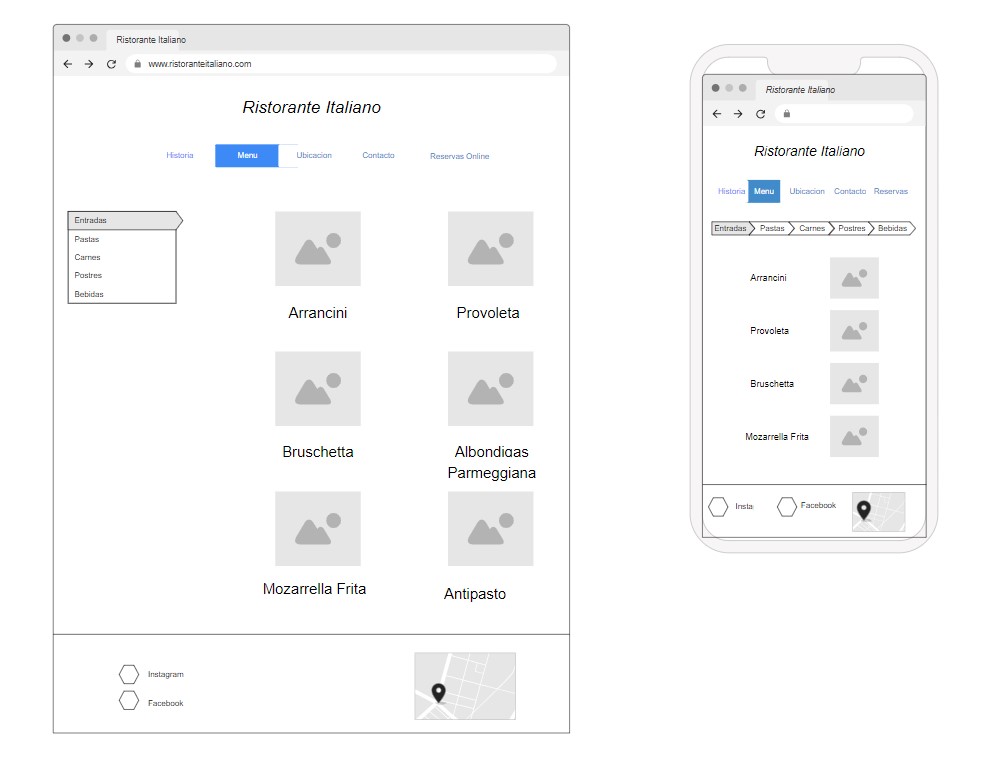 Ristorante Italiano
www.ristoranteitaliano.com
Ristorante Italiano
Historia Menu Ubicacion Contacto Reservas Online
Entradas
Pastas
Carnes
Postres
Bebidas
Arrancini Provoleta
Bruschetta Albondigas
Parmeggiana
Mozarrella Frita Antipasto
Instagram
Facebook
Ristorante Italiano
Ristorante Italiano
Historia Menu Ubicacion Contacto Reservas
Entradas Pastas Carnes Postres Bebidas
Arrancini
Provoleta
Bruschetta
Mozarrella Frita
Insta Facebook